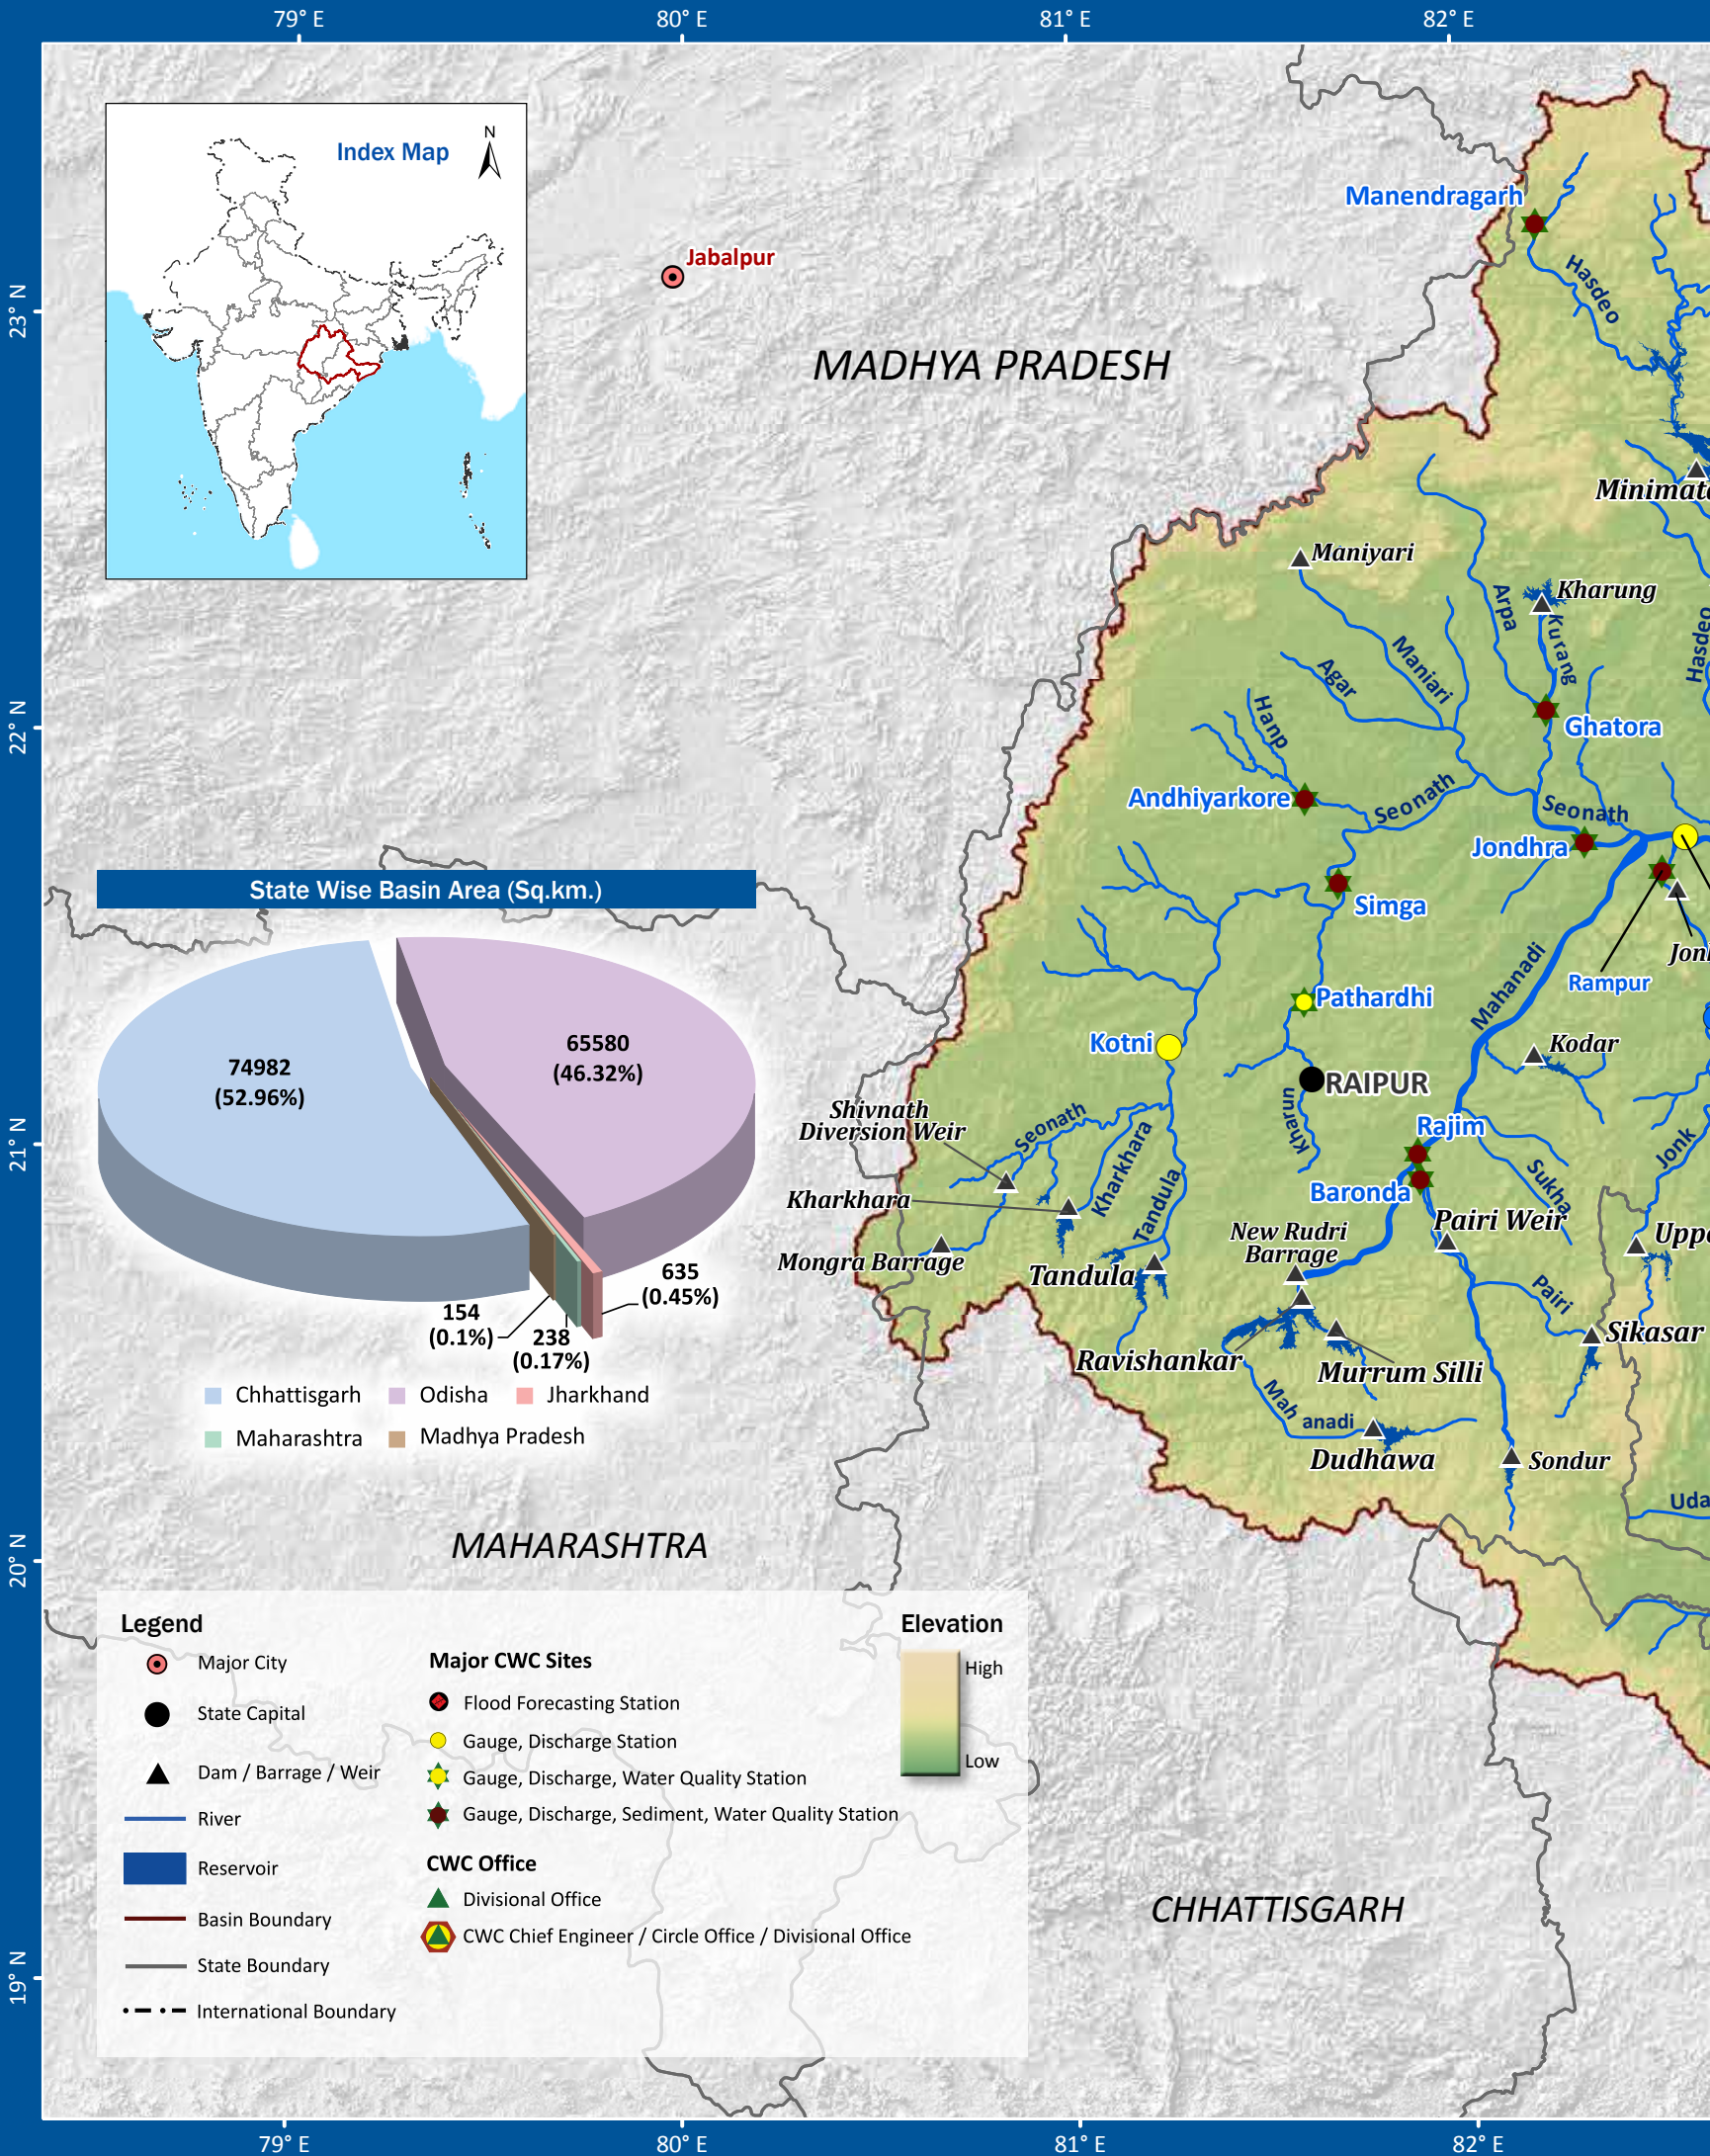 79° E
80° E
81° E
82° E
23° N
22° N
21° N
20° N
19° N
Index Map
N
Jabalpur
MADHYA PRADESH
Manendragarh
Hasdeo
Maniyari
Kharung
Arpa
Kurang
Hasdeo
Maniari
Agar
Hanp
Ghatora
Andhiyarkore
Seonath
Seonath
Jondhra
Simga
Rampur
Mahanadi
Pathardhi
Kotni
Kodar
RAIPUR
Kharun
Shivnath
Diversion Weir
Seonath
Kharkhara
Kharkhara
Tandula
Rajim
Baronda
Sukha
Jonk
Pairi Weir
New Rudri
Barrage
Mongra Barrage
Tandula
Pairi
Sikasar
Ravishankar
Murrum Silli
Mah
anadi
Dudhawa
Sondur
State Wise Basin Area (Sq.km.)
74982
(52.96%)
65580
(46.32%)
635
(0.45%)
154
(0.1%)
238
(0.17%)
Chhattisgarh
Odisha
Jharkhand
Maharashtra
Madhya Pradesh
MAHARASHTRA
CHHATTISGARH
Legend
Major City
State Capital
Dam / Barrage / Weir
River
Reservoir
Basin Boundary
State Boundary
International Boundary
Major CWC Sites
Flood Forecasting Station
Gauge, Discharge Station
Gauge, Discharge, Water Quality Station
Gauge, Discharge, Sediment, Water Quality Station
CWC Office
Divisional Office
CWC Chief Engineer / Circle Office / Divisional Office
Elevation
High
Low
79° E
80° E
81° E
82° E